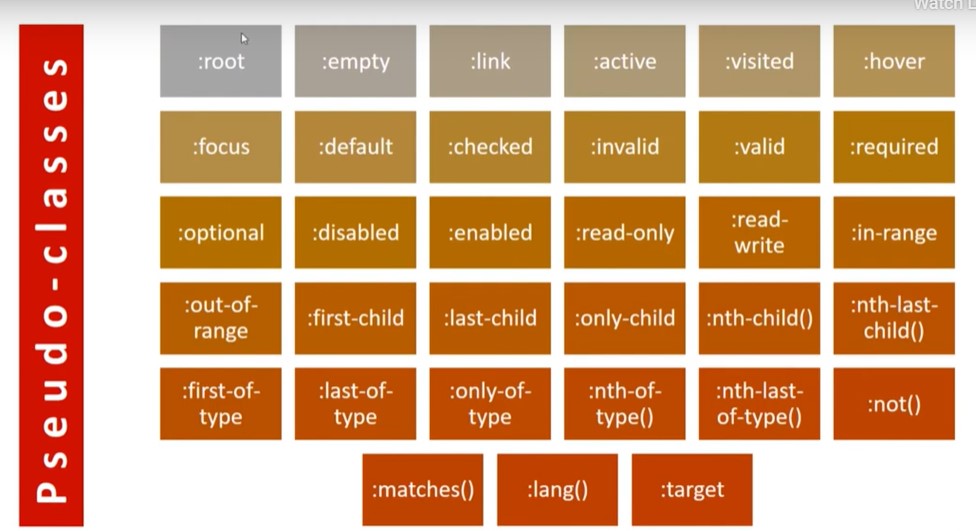 Watch L
Pseudo-classes
:root :empty :link :active :visited :hover
:focus :default :checked :invalid :valid :required
:optional :disabled :enabled :read-only :read-
write :in-range
:out-of-
range :first-child :last-child :only-child :nth-child() :nth-last-
child()
:first-of-
type :last-of-
type :only-of-
type :nth-of-
type() :nth-last-
of-type() :not()
:matches() :lang() :target